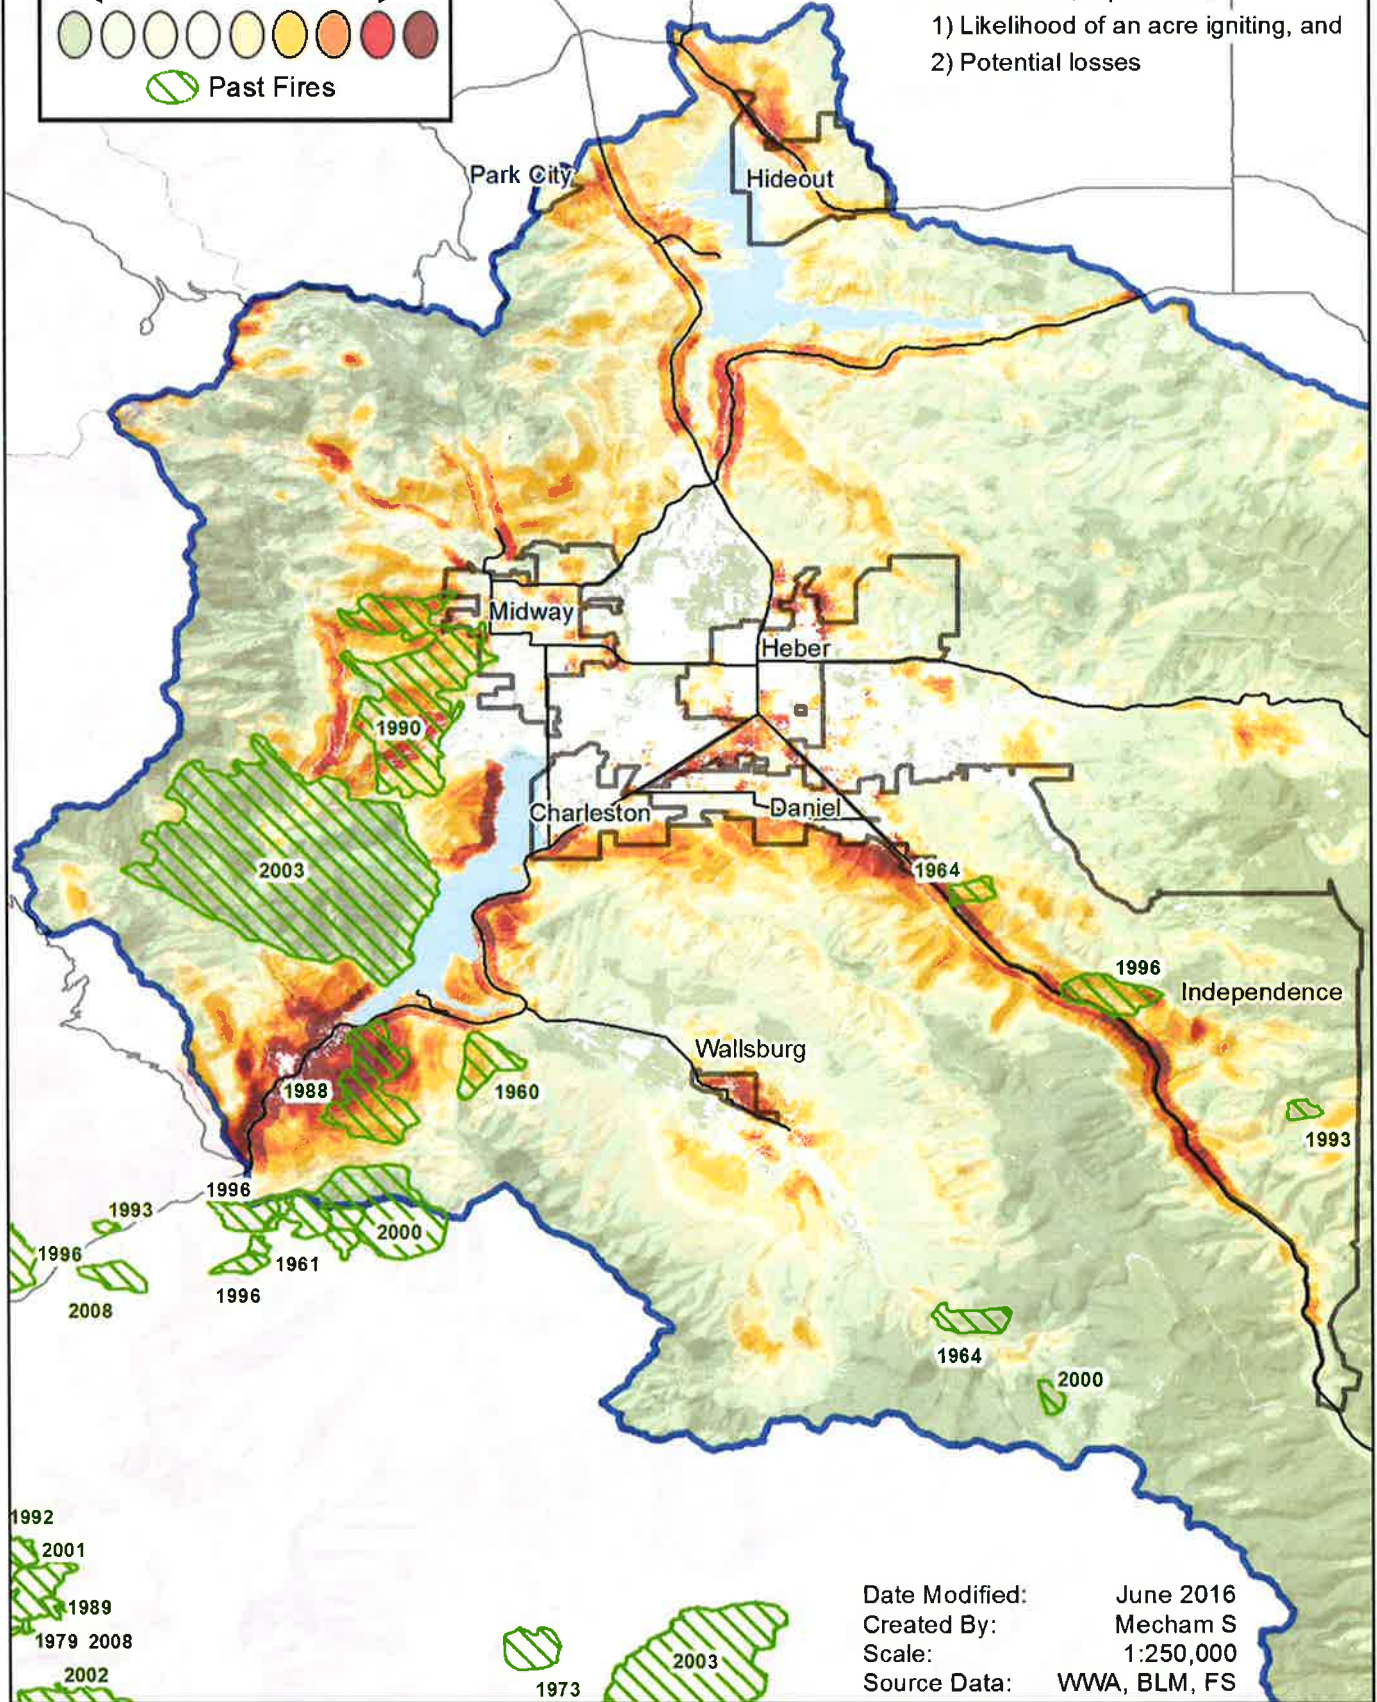 1) Likelihood of an acre igniting, and
2) Potential losses
Past Fires
Park City
Hideout
Midway
Heber
1990
Charleston
Daniel
2003
1964
1996
Independence
Wallsburg
1988
1960
1993
1996
1993
2000
1996
1961
1996
2008
1964
2000
1992
2001
1989
1979 2008
2002
2003
1973
Date Modified: June 2016
Created By: Mecham S
Scale: 1:250,000
Source Data: WWA, BLM, FS